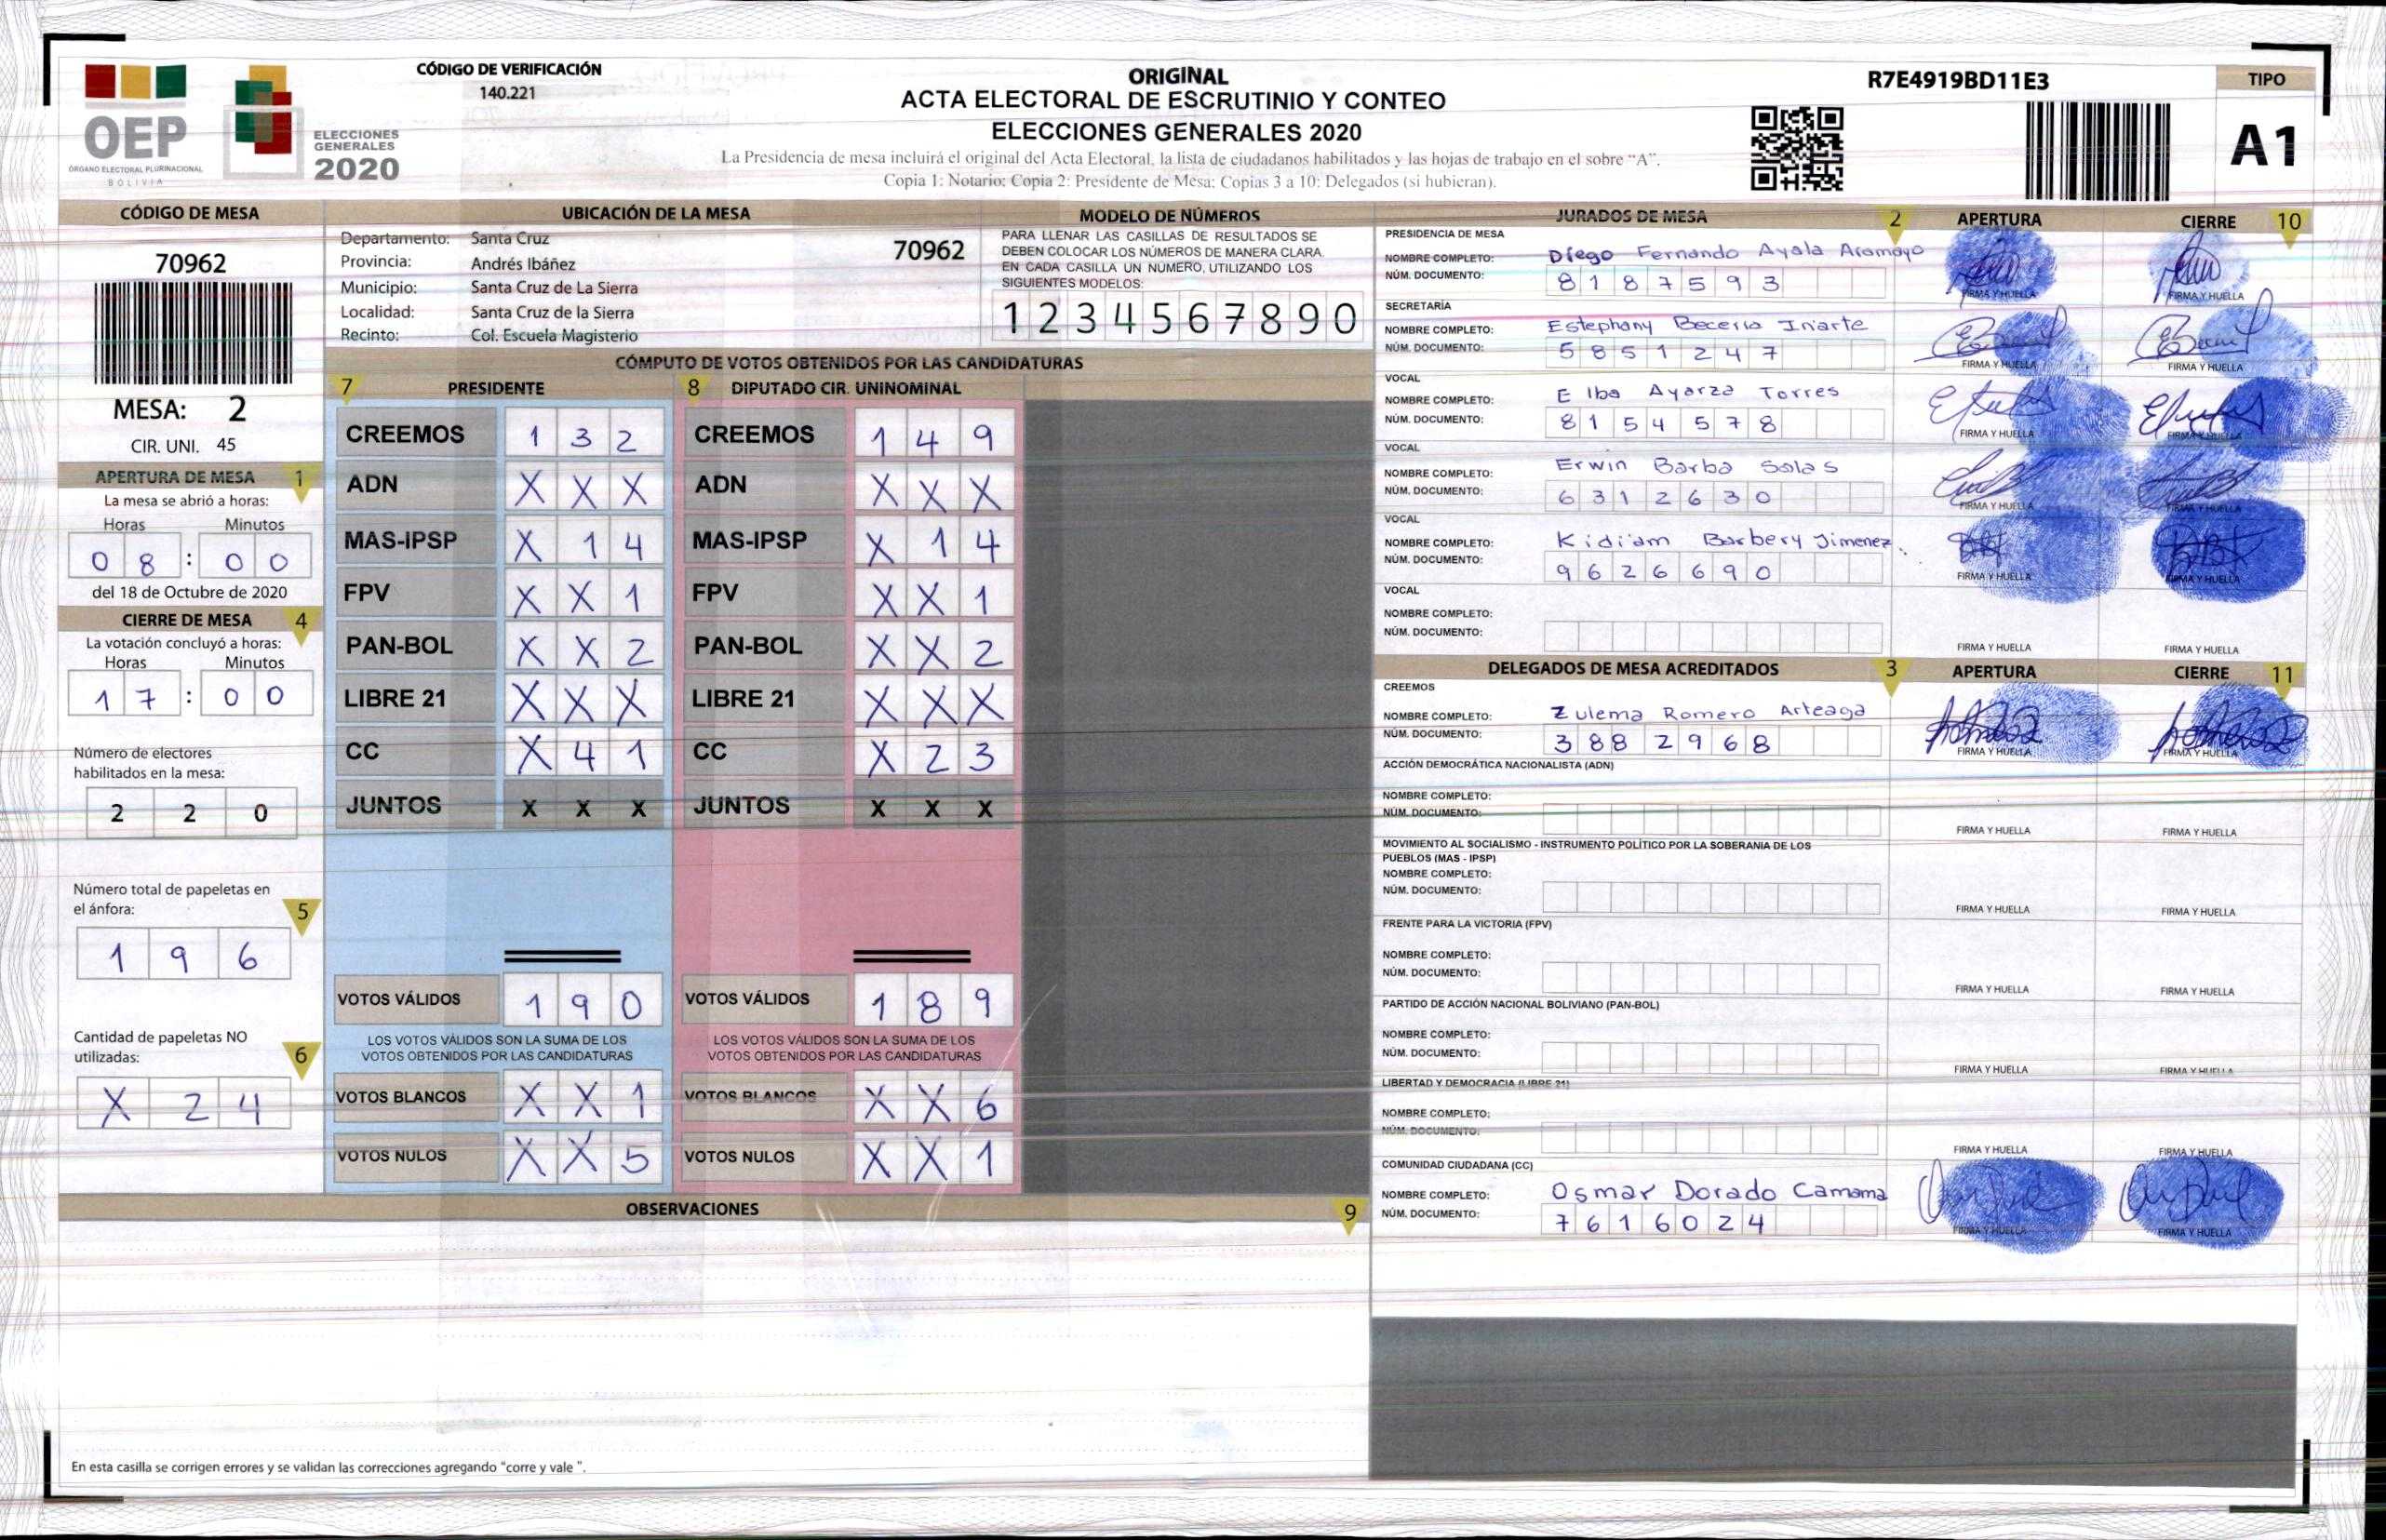 OEP
ÓRGANO ELECTORAL PLURINACIONAL
BOLIVIA
ELECCIONES
GENERALES
2020
CÓDIGO DE VERIFICACIÓN
140.221
ORIGINAL
ACTA ELECTORAL DE ESCRUTINIO Y CONTEO
ELECCIONES GENERALES 2020
La Presidencia de mesa incluirá el original del Acta Electoral, la lista de ciudadanos habilitados y las hojas de trabajo en el sobre “A”.
Copia 1: Notario; Copia 2: Presidente de Mesa; Copias 3 a 10: Delegados (si hubieran).
R7E4919BD11E3
TIPO
A1
CÓDIGO DE MESA
70962
MESA: 2
CIR. UNI. 45
APERTURA DE MESA 1
La mesa se abrió a horas:
Horas Minutos
0 8 : 0 0
del 18 de Octubre de 2020
CIERRE DE MESA 4
La votación concluyó a horas:
Horas Minutos
1 7 : 0 0
Número de electores
habilitados en la mesa:
2 2 0
Número total de papeletas en
el ánfora: 5
1 9 6
Cantidad de papeletas NO
utilizadas: 6
X 2 4
UBICACIÓN DE LA MESA
Departamento: Santa Cruz
Provincia: Andrés Ibáñez
Municipio: Santa Cruz de La Sierra
Localidad: Santa Cruz de la Sierra
Recinto: Col. Escuela Magisterio
70962
MODELO DE NÚMEROS
PARA LLENAR LAS CASILLAS DE RESULTADOS SE
DEBEN COLOCAR LOS NÚMEROS DE MANERA CLARA.
EN CADA CASILLA UN NÚMERO, UTILIZANDO LOS
SIGUIENTES MODELOS:
1 2 3 4 5 6 7 8 9 0
CÓMPUTO DE VOTOS OBTENIDOS POR LAS CANDIDATURAS
7 PRESIDENTE 8 DIPUTADO CIR. UNINOMINAL
CREEMOS 1 3 2 CREEMOS 1 4 9
ADN X X X ADN X X X
MAS-IPSP X 1 4 MAS-IPSP X 1 4
FPV X X 1 FPV X X 1
PAN-BOL X X 2 PAN-BOL X X 2
LIBRE 21 X X X LIBRE 21 X X X
CC X 4 1 CC X 2 3
JUNTOS X X X JUNTOS X X X
VOTOS VÁLIDOS 1 9 0 VOTOS VÁLIDOS 1 8 9
LOS VOTOS VÁLIDOS SON LA SUMA DE LOS LOS VOTOS VÁLIDOS SON LA SUMA DE LOS
VOTOS OBTENIDOS POR LAS CANDIDATURAS VOTOS OBTENIDOS POR LAS CANDIDATURAS
VOTOS BLANCOS X X 1 VOTOS BLANCOS X X 6
VOTOS NULOS X X 5 VOTOS NULOS X X 1
OBSERVACIONES 9
En esta casilla se corrigen errores y se validan las correcciones agregando “corre y vale ”.
JURADOS DE MESA 2 APERTURA CIERRE 10
PRESIDENCIA DE MESA
NOMBRE COMPLETO: Diego Fernando Ayala Aramayo
NÚM. DOCUMENTO: 8 1 8 7 5 9 3
FIRMA Y HUELLA FIRMA Y HUELLA
SECRETARÍA
NOMBRE COMPLETO: Estephany Becerra Iriarte
NÚM. DOCUMENTO: 5 8 5 1 2 4 7
FIRMA Y HUELLA FIRMA Y HUELLA
VOCAL
NOMBRE COMPLETO: Elba Ayarza Torres
NÚM. DOCUMENTO: 8 1 5 4 5 7 8
FIRMA Y HUELLA FIRMA Y HUELLA
VOCAL
NOMBRE COMPLETO: Erwin Barba Salas
NÚM. DOCUMENTO: 6 3 1 2 6 3 0
FIRMA Y HUELLA FIRMA Y HUELLA
VOCAL
NOMBRE COMPLETO: Kidiam Barbery Jimenez.
NÚM. DOCUMENTO: 9 6 2 6 6 9 0
FIRMA Y HUELLA FIRMA Y HUELLA
VOCAL
NOMBRE COMPLETO:
NÚM. DOCUMENTO:
FIRMA Y HUELLA FIRMA Y HUELLA
DELEGADOS DE MESA ACREDITADOS 3 APERTURA CIERRE 11
CREEMOS
NOMBRE COMPLETO: Zulema Romero Arteaga
NÚM. DOCUMENTO: 3 8 8 2 9 6 8
FIRMA Y HUELLA FIRMA Y HUELLA
ACCIÓN DEMOCRÁTICA NACIONALISTA (ADN)
NOMBRE COMPLETO:
NÚM. DOCUMENTO:
FIRMA Y HUELLA FIRMA Y HUELLA
MOVIMIENTO AL SOCIALISMO - INSTRUMENTO POLÍTICO POR LA SOBERANIA DE LOS
PUEBLOS (MAS - IPSP)
NOMBRE COMPLETO:
NÚM. DOCUMENTO:
FIRMA Y HUELLA FIRMA Y HUELLA
FRENTE PARA LA VICTORIA (FPV)
NOMBRE COMPLETO:
NÚM. DOCUMENTO:
FIRMA Y HUELLA FIRMA Y HUELLA
PARTIDO DE ACCIÓN NACIONAL BOLIVIANO (PAN-BOL)
NOMBRE COMPLETO:
NÚM. DOCUMENTO:
FIRMA Y HUELLA FIRMA Y HUELLA
LIBERTAD Y DEMOCRACIA (LIBRE 21)
NOMBRE COMPLETO:
NÚM. DOCUMENTO:
FIRMA Y HUELLA FIRMA Y HUELLA
COMUNIDAD CIUDADANA (CC)
NOMBRE COMPLETO: Osmar Dorado Camama
NÚM. DOCUMENTO: 7 6 1 6 0 2 4
FIRMA Y HUELLA FIRMA Y HUELLA